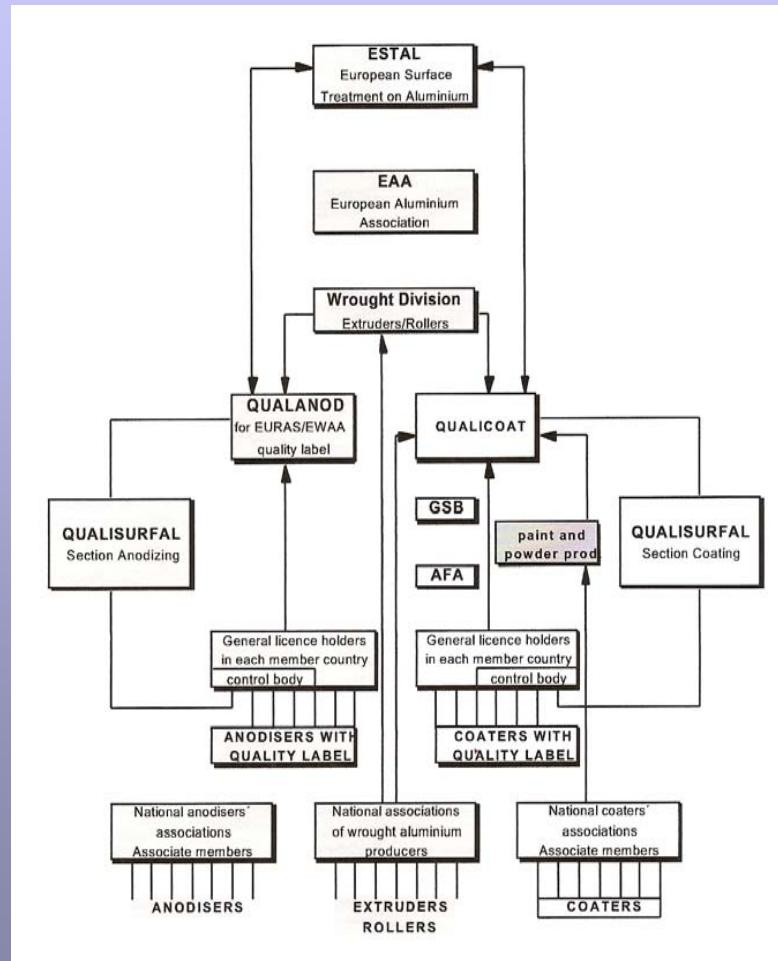 ESTAL
European Surface
Treatment on Aluminium
EAA
European Aluminium
Association
Wrought Division
Extruders/Rollers
QUALANOD
for EURAS/EWAA
quality label
QUALICOAT
QUALISURFAL
Section Anodizing
GSB
AFA
paint and
powder prod.
QUALISURFAL
Section Coating
General licence holders
in each member country
control body
ANODISERS WITH
QUALITY LABEL
General licence holders
in each member country
control body
COATERS WITH
QUALITY LABEL
National anodisers´
associations
Associate members
ANODISERS
National associations
of wrought aluminium
producers
EXTRUDERS
ROLLERS
National coaters´
associations
Associate members
COATERS